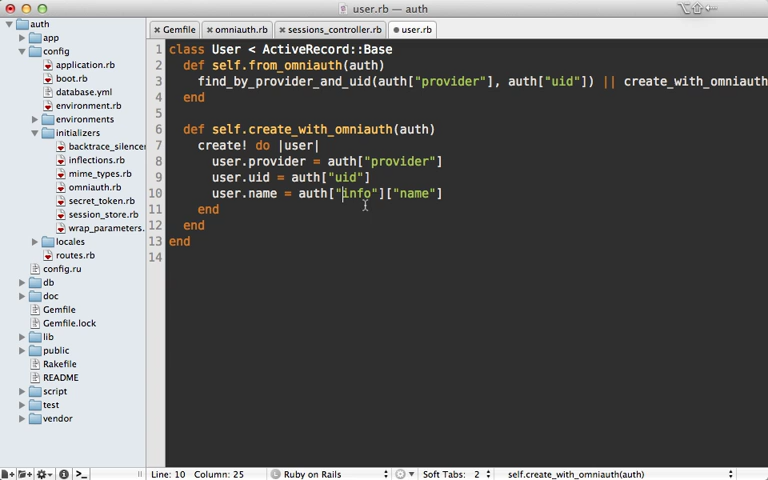 user.rb — auth
auth
app
config
application.rb
boot.rb
database.yml
environment.rb
environments
initializers
backtrace_silencer
inflections.rb
mime_types.rb
omniauth.rb
secret_token.rb
session_store.rb
wrap_parameters.
locales
routes.rb
config.ru
db
doc
Gemfile
Gemfile.lock
lib
public
Rakefile
README
script
test
vendor
Gemfile omniauth.rb sessions_controller.rb user.rb
1 class User < ActiveRecord::Base
2 def self.from_omniauth(auth)
3 find_by_provider_and_uid(auth["provider"], auth["uid"]) || create_with_omniauth
4 end
5
6 def self.create_with_omniauth(auth)
7 create! do |user|
8 user.provider = auth["provider"]
9 user.uid = auth["uid"]
10 user.name = auth["info"]["name"]
11 end
12 end
13 end
14
Line: 10 Column: 25 Ruby on Rails Soft Tabs: 2 self.create_with_omniauth(auth)